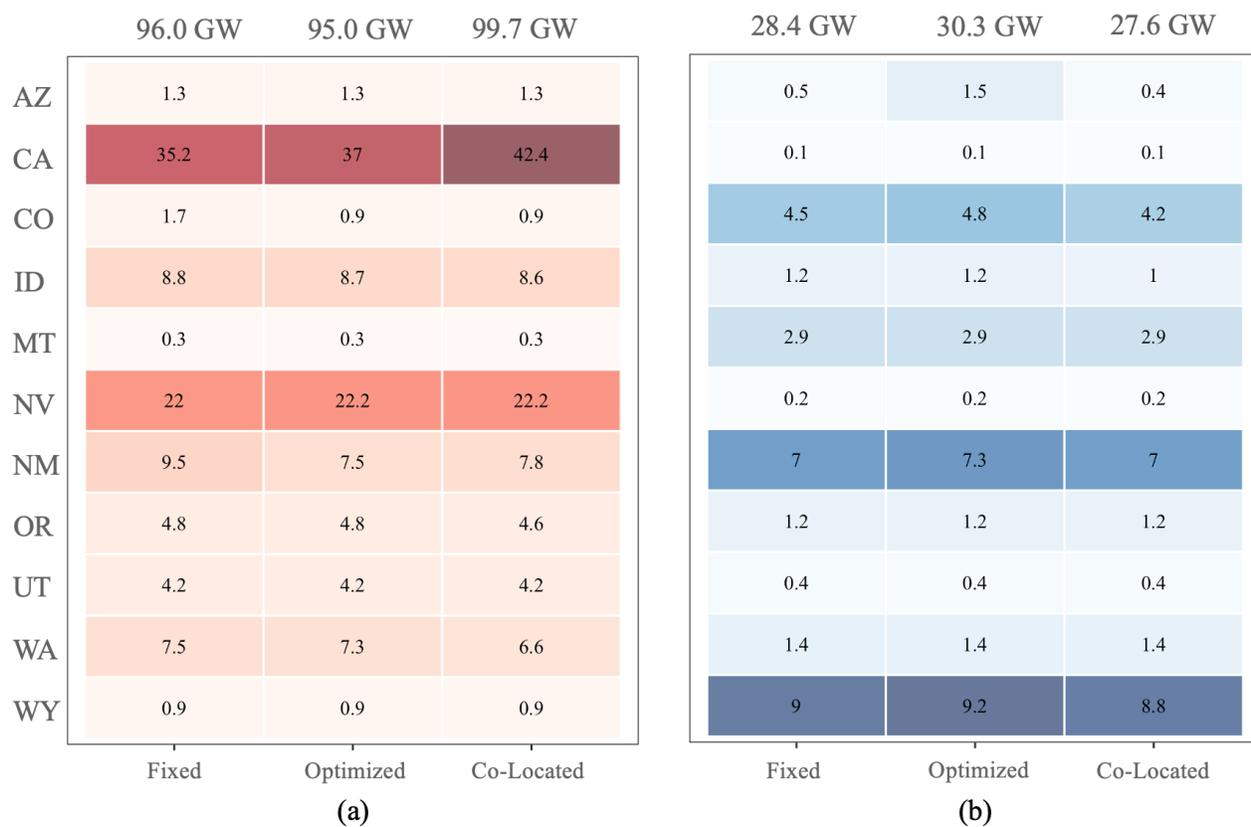 96.0 GW 95.0 GW 99.7 GW 28.4 GW 30.3 GW 27.6 GW
AZ 1.3 1.3 1.3 0.5 1.5 0.4
CA 35.2 37 42.4 0.1 0.1 0.1
CO 1.7 0.9 0.9 4.5 4.8 4.2
ID 8.8 8.7 8.6 1.2 1.2 1
MT 0.3 0.3 0.3 2.9 2.9 2.9
NV 22 22.2 22.2 0.2 0.2 0.2
NM 9.5 7.5 7.8 7 7.3 7
OR 4.8 4.8 4.6 1.2 1.2 1.2
UT 4.2 4.2 4.2 0.4 0.4 0.4
WA 7.5 7.3 6.6 1.4 1.4 1.4
WY 0.9 0.9 0.9 9 9.2 8.8
Fixed Optimized Co-Located Fixed Optimized Co-Located
(a) (b)